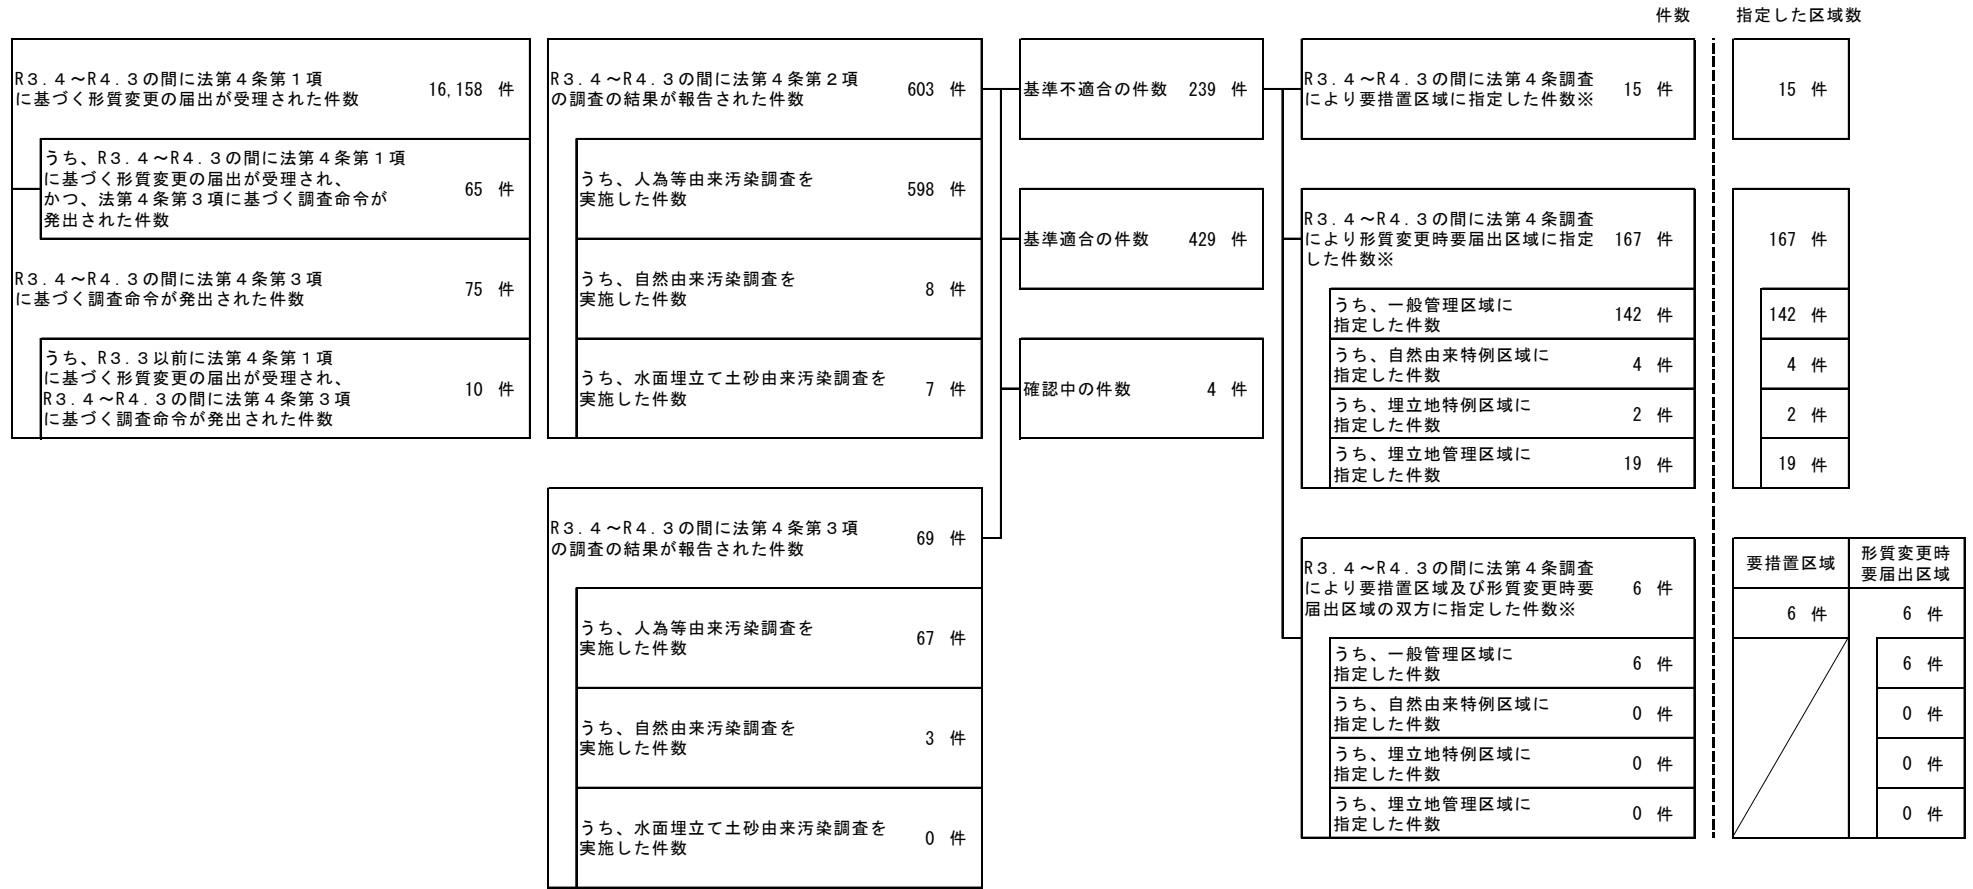 件数 指定した区域数
R3.4～R4.3の間に法第4条第1項
に基づく形質変更の届出が受理された件数 16,158 件
うち、R3.4～R4.3の間に法第4条第1項
に基づく形質変更の届出が受理され、
かつ、法第4条第3項に基づく調査命令が
発出された件数 65 件
R3.4～R4.3の間に法第4条第3項
に基づく調査命令が発出された件数 75 件
うち、R3.3以前に法第4条第1項
に基づく形質変更の届出が受理され、
R3.4～R4.3の間に法第4条第3項
に基づく調査命令が発出された件数 10 件
R3.4～R4.3の間に法第4条第2項
の調査の結果が報告された件数 603 件
うち、人為等由来汚染調査を
実施した件数 598 件
うち、自然由来汚染調査を
実施した件数 8 件
うち、水面埋立て土砂由来汚染調査を
実施した件数 7 件
R3.4～R4.3の間に法第4条第3項
の調査の結果が報告された件数 69 件
うち、人為等由来汚染調査を
実施した件数 67 件
うち、自然由来汚染調査を
実施した件数 3 件
うち、水面埋立て土砂由来汚染調査を
実施した件数 0 件
基準不適合の件数 239 件
基準適合の件数 429 件
確認中の件数 4 件
R3.4～R4.3の間に法第4条調査
により要措置区域に指定した件数※ 15 件
15 件
R3.4～R4.3の間に法第4条調査
により形質変更時要届出区域に指定
した件数※ 167 件
167 件
うち、一般管理区域に
指定した件数 142 件
142 件
うち、自然由来特例区域に
指定した件数 4 件
4 件
うち、埋立地特例区域に
指定した件数 2 件
2 件
うち、埋立地管理区域に
指定した件数 19 件
19 件
R3.4～R4.3の間に法第4条調査
により要措置区域及び形質変更時要
届出区域の双方に指定した件数※ 6 件
要措置区域
形質変更時
要届出区域
6 件 6 件
うち、一般管理区域に
指定した件数 6 件
6 件
うち、自然由来特例区域に
指定した件数 0 件
0 件
うち、埋立地特例区域に
指定した件数 0 件
0 件
うち、埋立地管理区域に
指定した件数 0 件
0 件